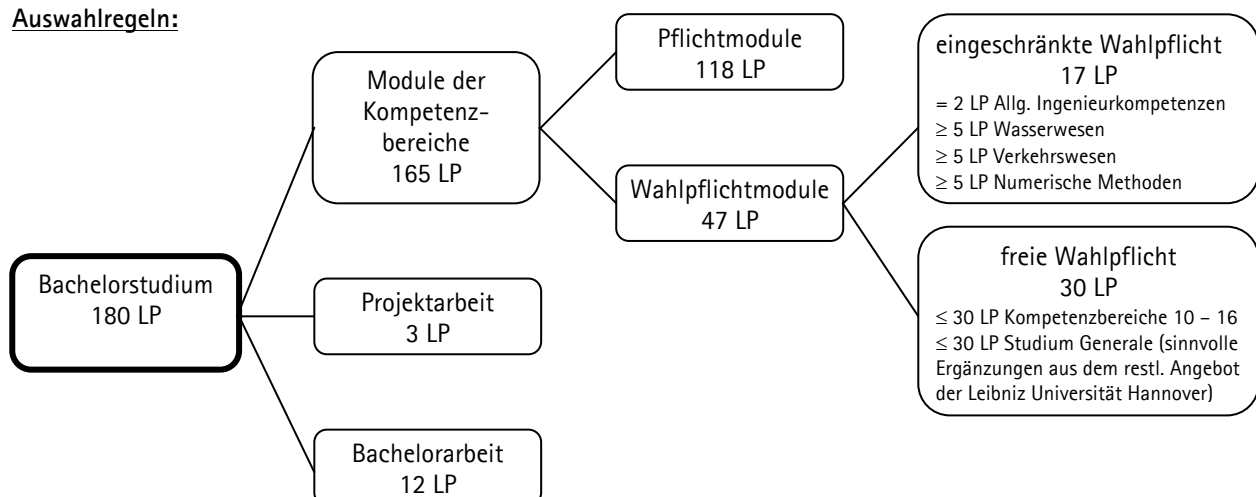 Auswahlregeln:
Bachelorstudium
180 LP
Module der
Kompetenz-
bereiche
165 LP
Projektarbeit
3 LP
Bachelorarbeit
12 LP
Pflichtmodule
118 LP
Wahlpflichtmodule
47 LP
eingeschränkte Wahlpflicht
17 LP
= 2 LP Allg. Ingenieurkompetenzen
≥ 5 LP Wasserwesen
≥ 5 LP Verkehrswesen
≥ 5 LP Numerische Methoden
freie Wahlpflicht
30 LP
≤ 30 LP Kompetenzbereiche 10 – 16
≤ 30 LP Studium Generale (sinnvolle
Ergänzungen aus dem restl. Angebot
der Leibniz Universität Hannover)